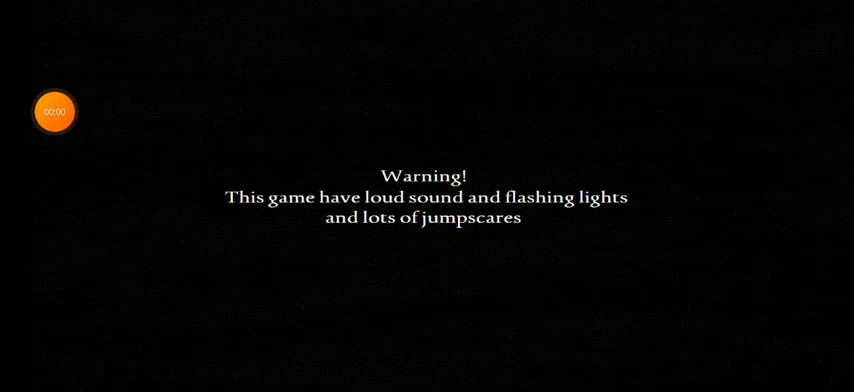 00:00
Warning!
This game have loud sound and flashing lights
and lots of jumpscares